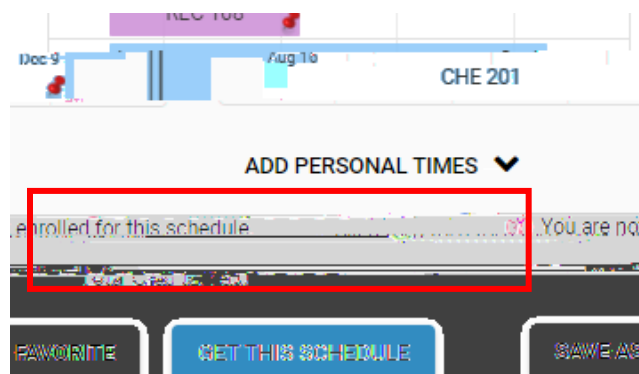 REC 108
Dec 9 Aug 16
CHE 201
ADD PERSONAL TIMES
enrolled for this schedule You are no
FAVORITE GET THIS SCHEDULE SAVE AS